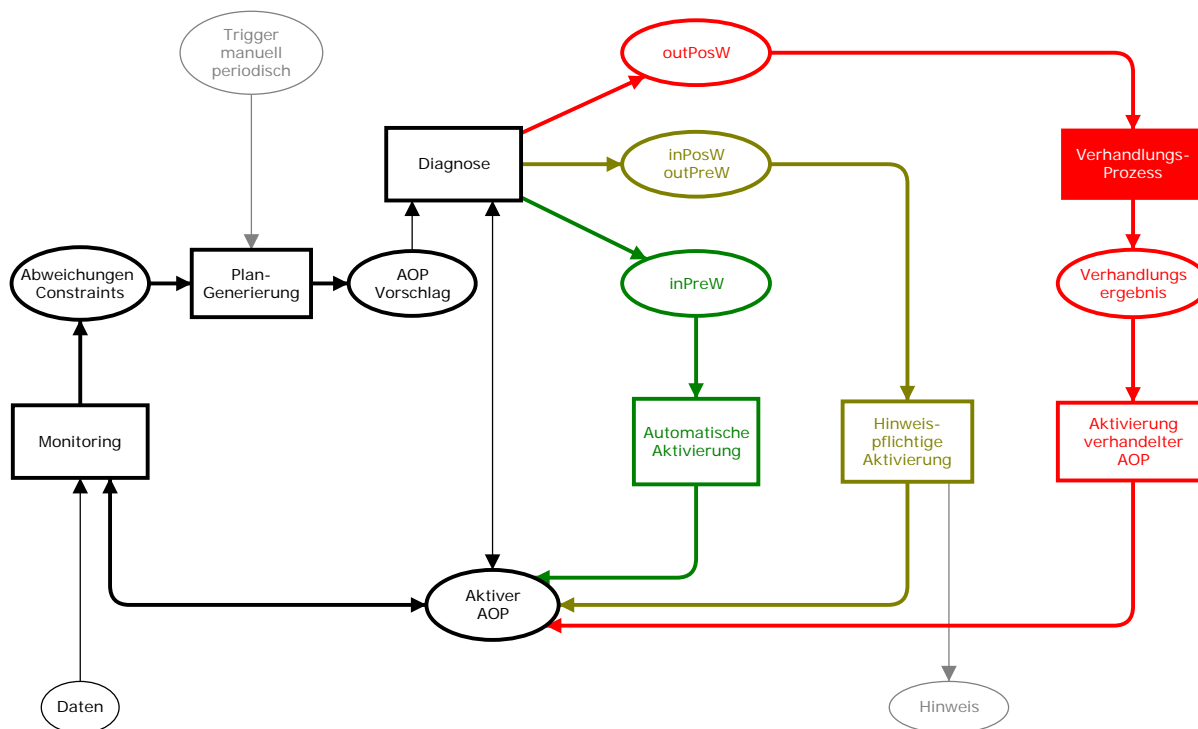 Trigger
manuell
periodisch
outPosW
Diagnose
inPosW
outPreW
Verhandlungs-
Prozess
Abweichungen
Constraints
Plan-
Generierung
AOP
Vorschlag
inPreW
Verhandlungs
ergebnis
Monitoring
Automatische
Aktivierung
Hinweis-
pflichtige
Aktivierung
Aktivierung
verhandelter
AOP
Aktiver
AOP
Daten
Hinweis